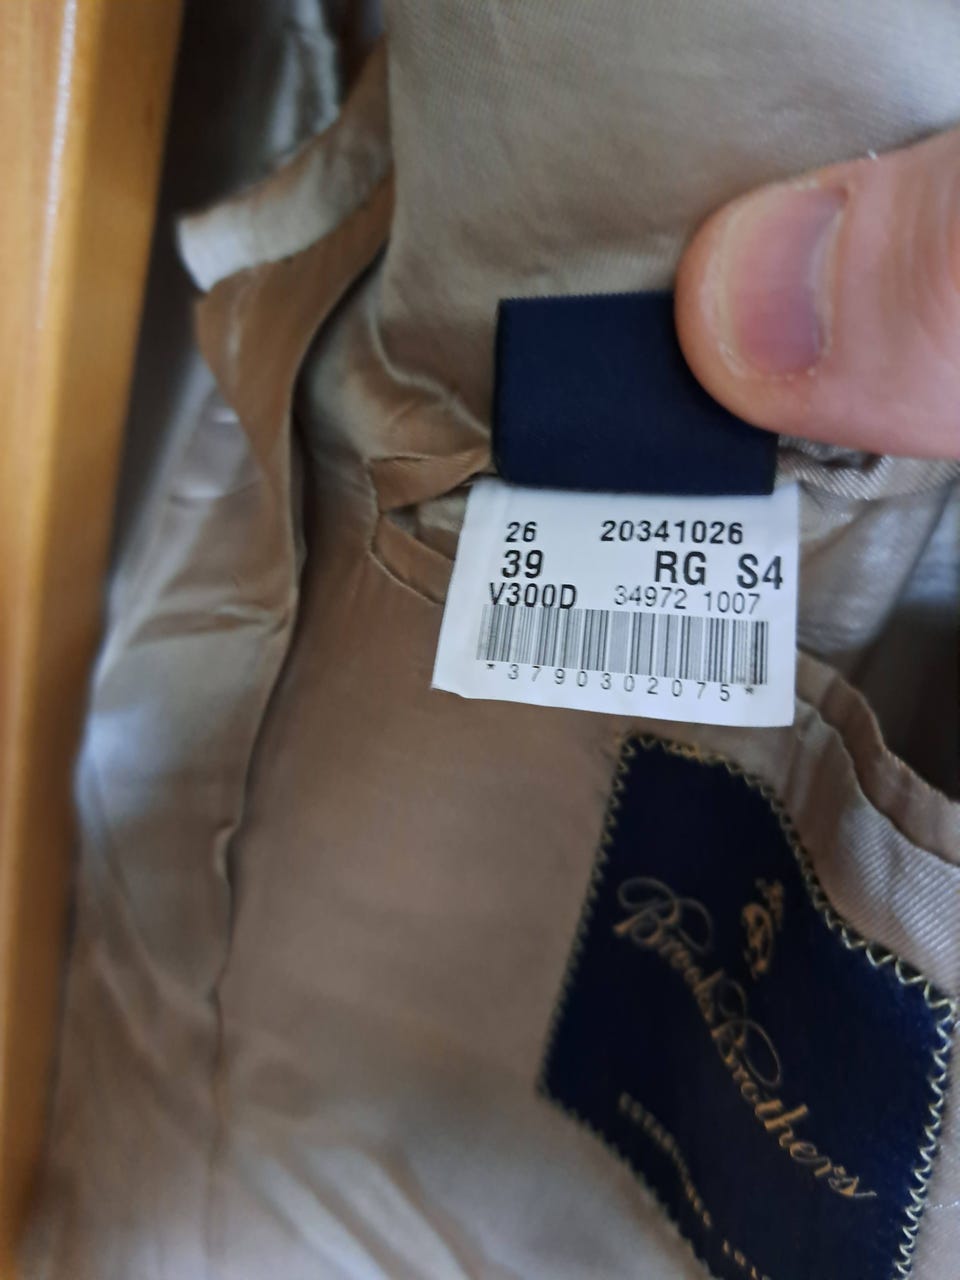 26 20341026
39 RG S4
V300D 34972 1007
*3790302075*
Brooks Brothers